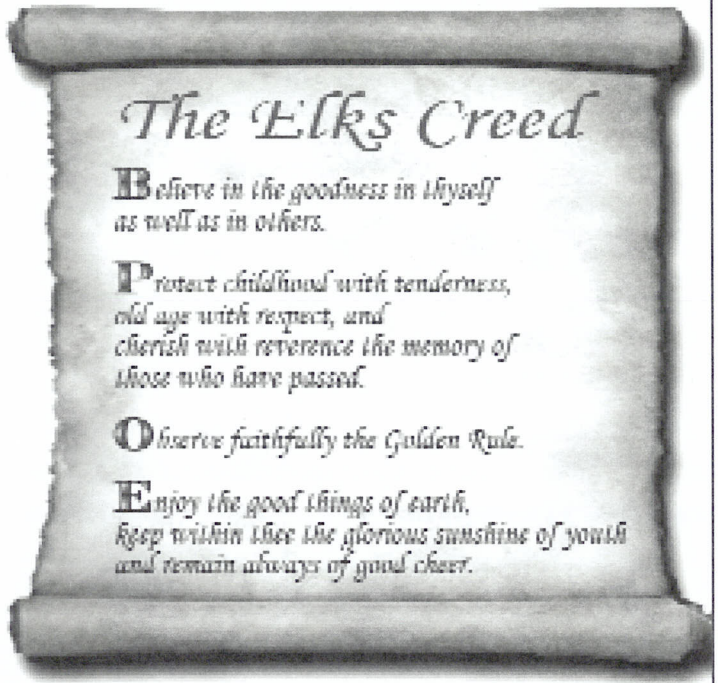 The Elks Creed
Believe in the goodness in thyself
as well as in others.
Protect childhood with tenderness,
old age with respect, and
cherish with reverence the memory of
those who have passed.
Observe faithfully the Golden Rule.
Enjoy the good things of earth,
keep within thee the glorious sunshine of youth
and remain always of good cheer.